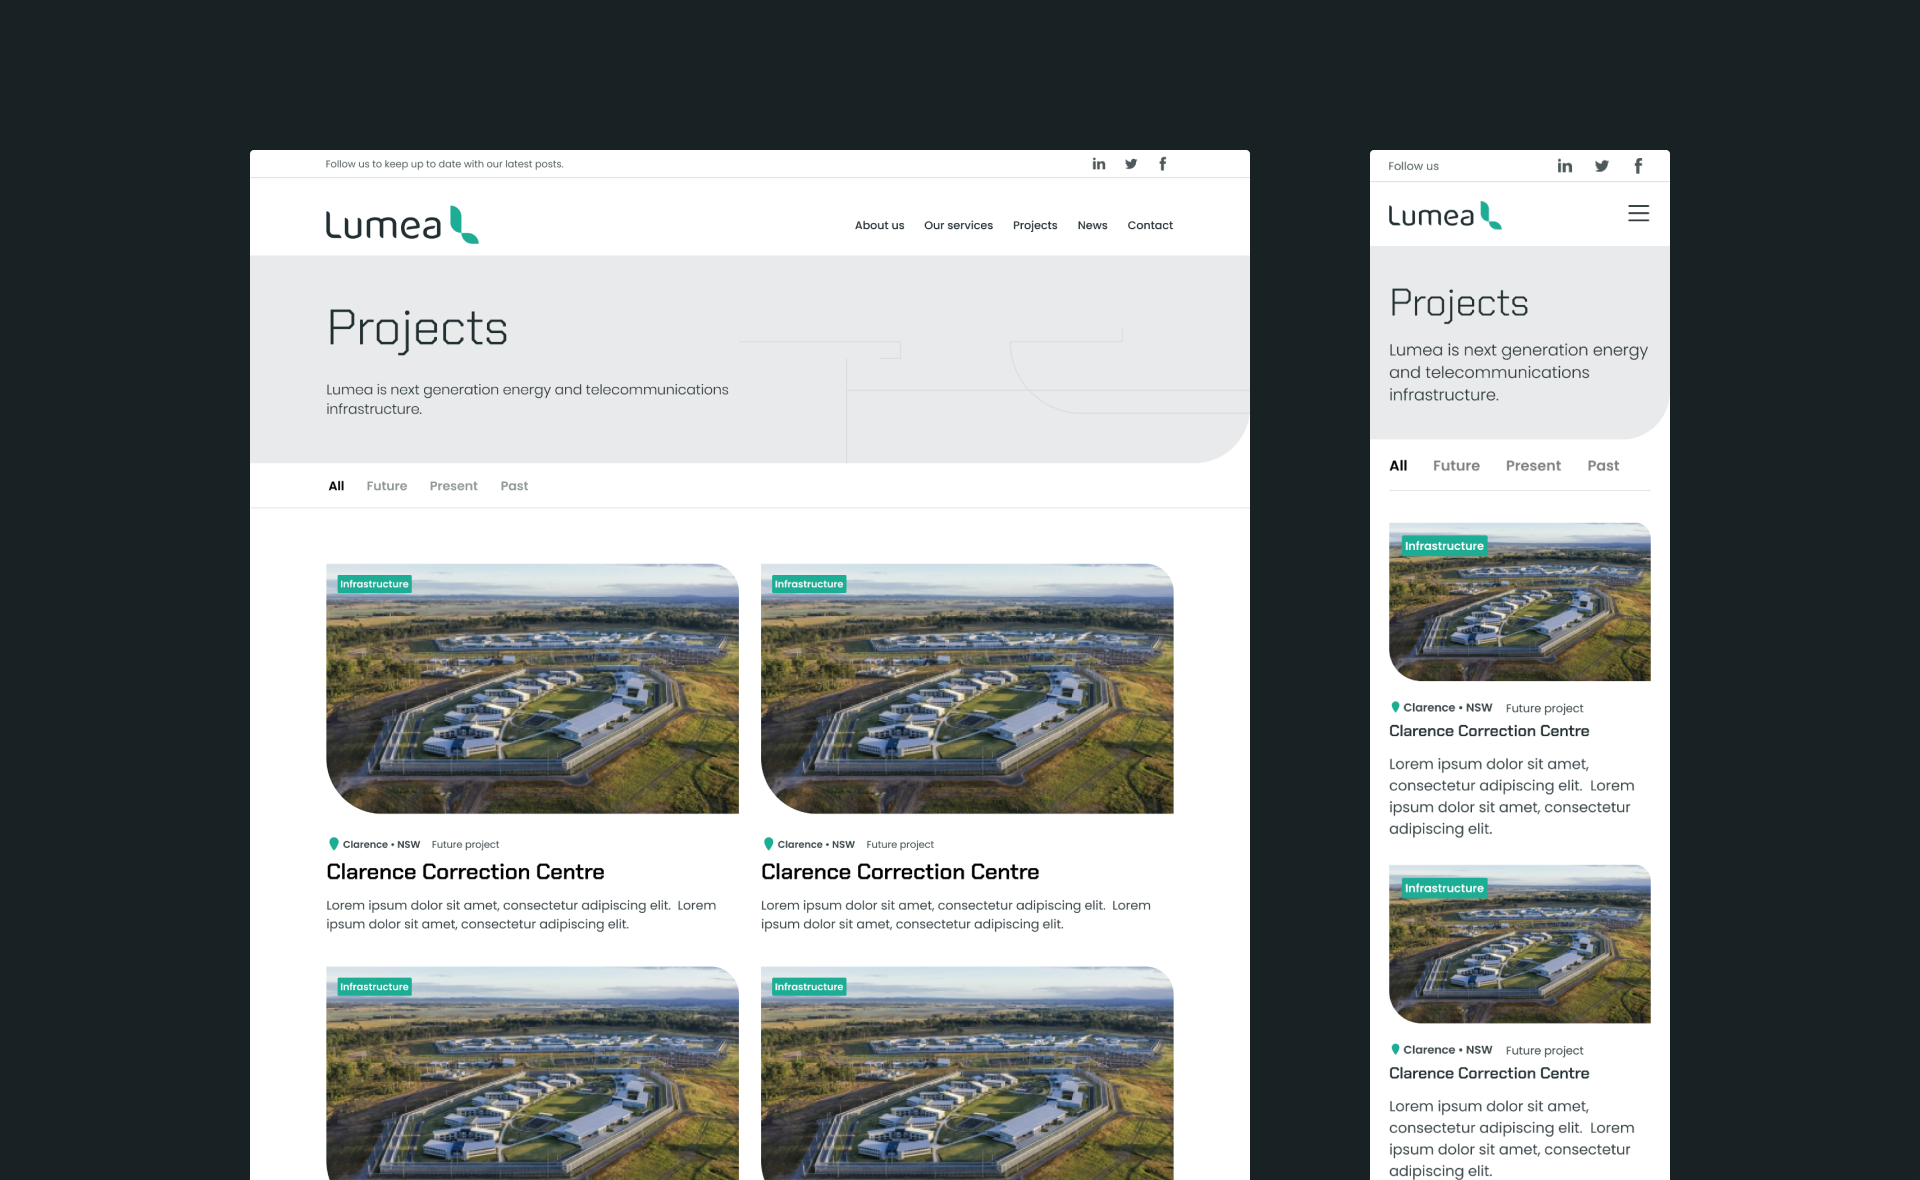 Follow us to keep up to date with our latest posts.
Lumea
About us Our services Projects News Contact
Projects
Lumea is next generation energy and telecommunications
infrastructure.
All Future Present Past
Infrastructure
Clarence • NSW Future project
Clarence Correction Centre
Lorem ipsum dolor sit amet, consectetur adipiscing elit. Lorem
ipsum dolor sit amet, consectetur adipiscing elit.
Infrastructure
Clarence • NSW Future project
Clarence Correction Centre
Lorem ipsum dolor sit amet, consectetur adipiscing elit. Lorem
ipsum dolor sit amet, consectetur adipiscing elit.
Infrastructure
Infrastructure
Follow us
Lumea
Projects
Lumea is next generation energy
and telecommunications
infrastructure.
All Future Present Past
Infrastructure
Clarence • NSW Future project
Clarence Correction Centre
Lorem ipsum dolor sit amet,
consectetur adipiscing elit. Lorem
ipsum dolor sit amet, consectetur
adipiscing elit.
Infrastructure
Clarence • NSW Future project
Clarence Correction Centre
Lorem ipsum dolor sit amet,
consectetur adipiscing elit. Lorem
ipsum dolor sit amet, consectetur
adipiscing elit.